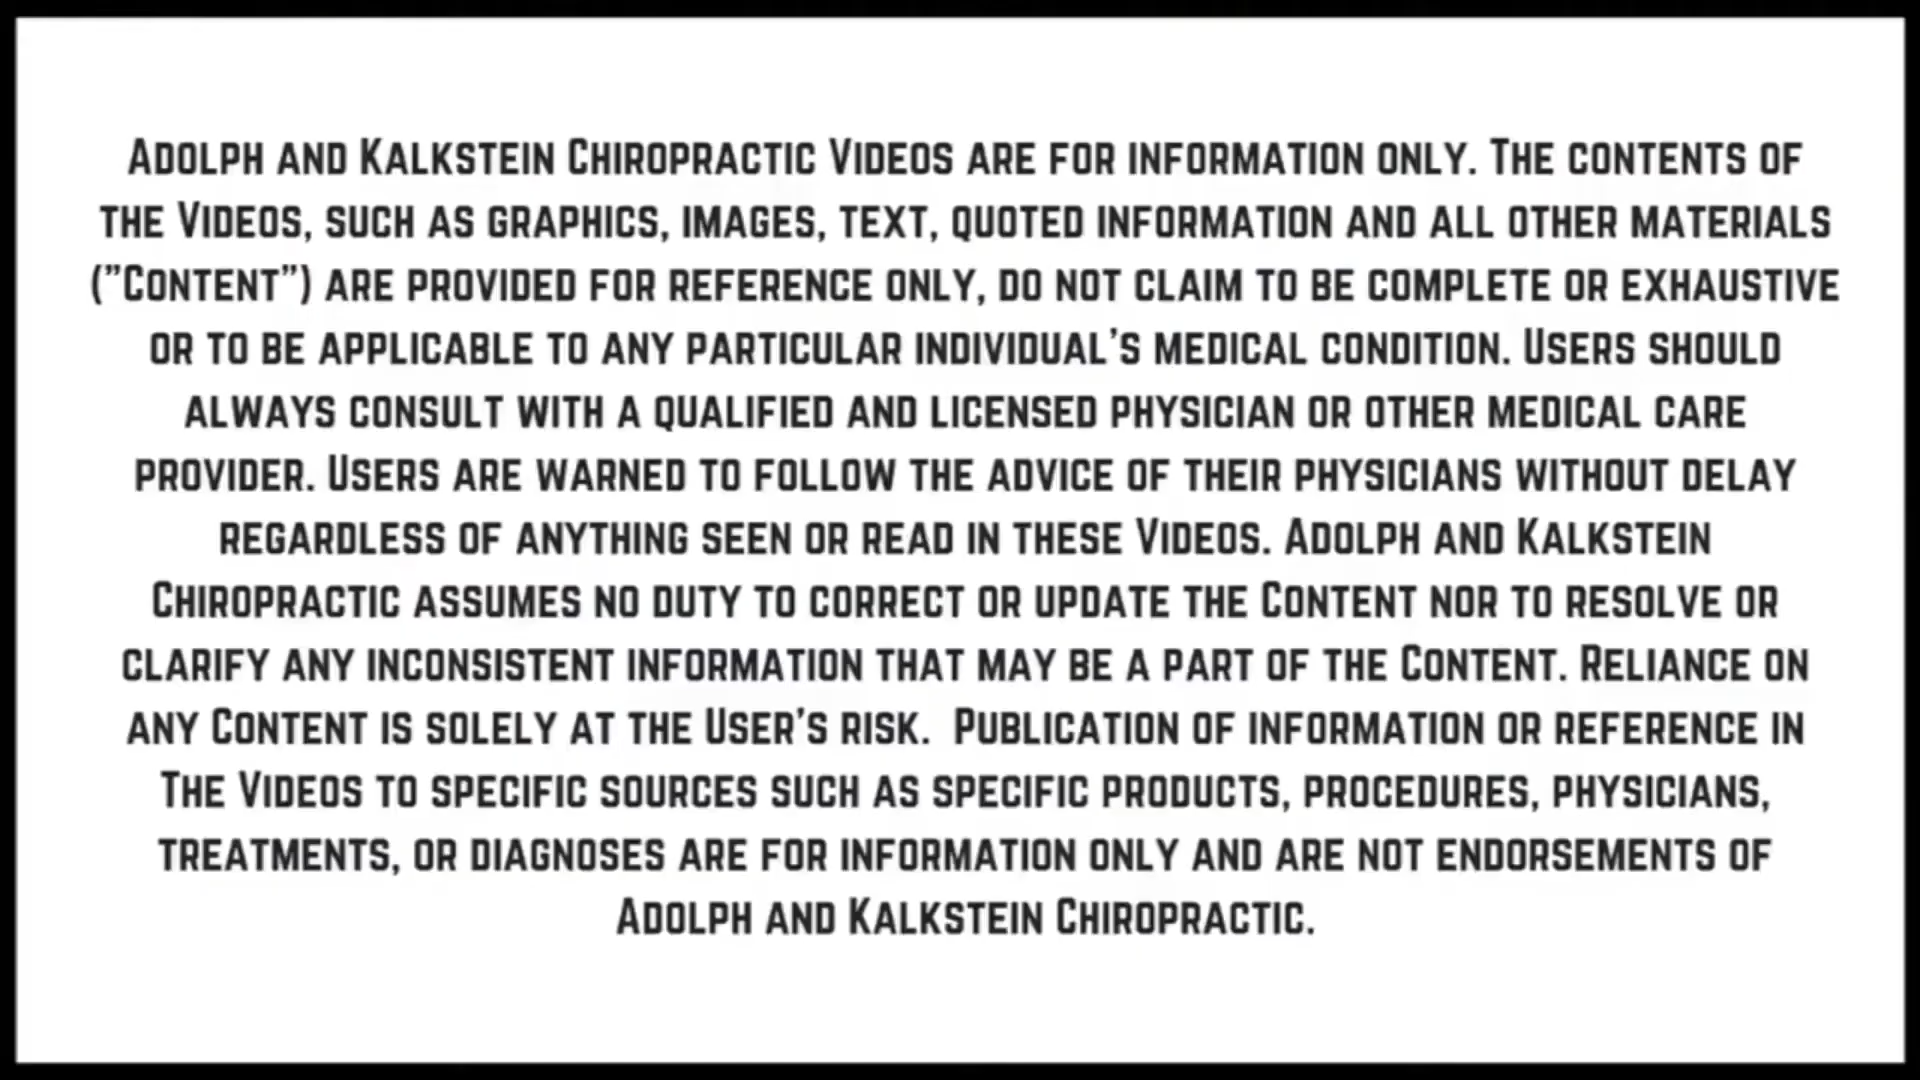 Adolph and Kalkstein Chiropractic Videos are for information only. The contents of
the Videos, such as graphics, images, text, quoted information and all other materials
("Content") are provided for reference only, do not claim to be complete or exhaustive
or to be applicable to any particular individual's medical condition. Users should
always consult with a qualified and licensed physician or other medical care
provider. Users are warned to follow the advice of their physicians without delay
regardless of anything seen or read in these Videos. Adolph and Kalkstein
Chiropractic assumes no duty to correct or update the Content nor to resolve or
clarify any inconsistent information that may be a part of the Content. Reliance on
any Content is solely at the User's risk.  Publication of information or reference in
The Videos to specific sources such as specific products, procedures, physicians,
treatments, or diagnoses are for information only and are not endorsements of
Adolph and Kalkstein Chiropractic.